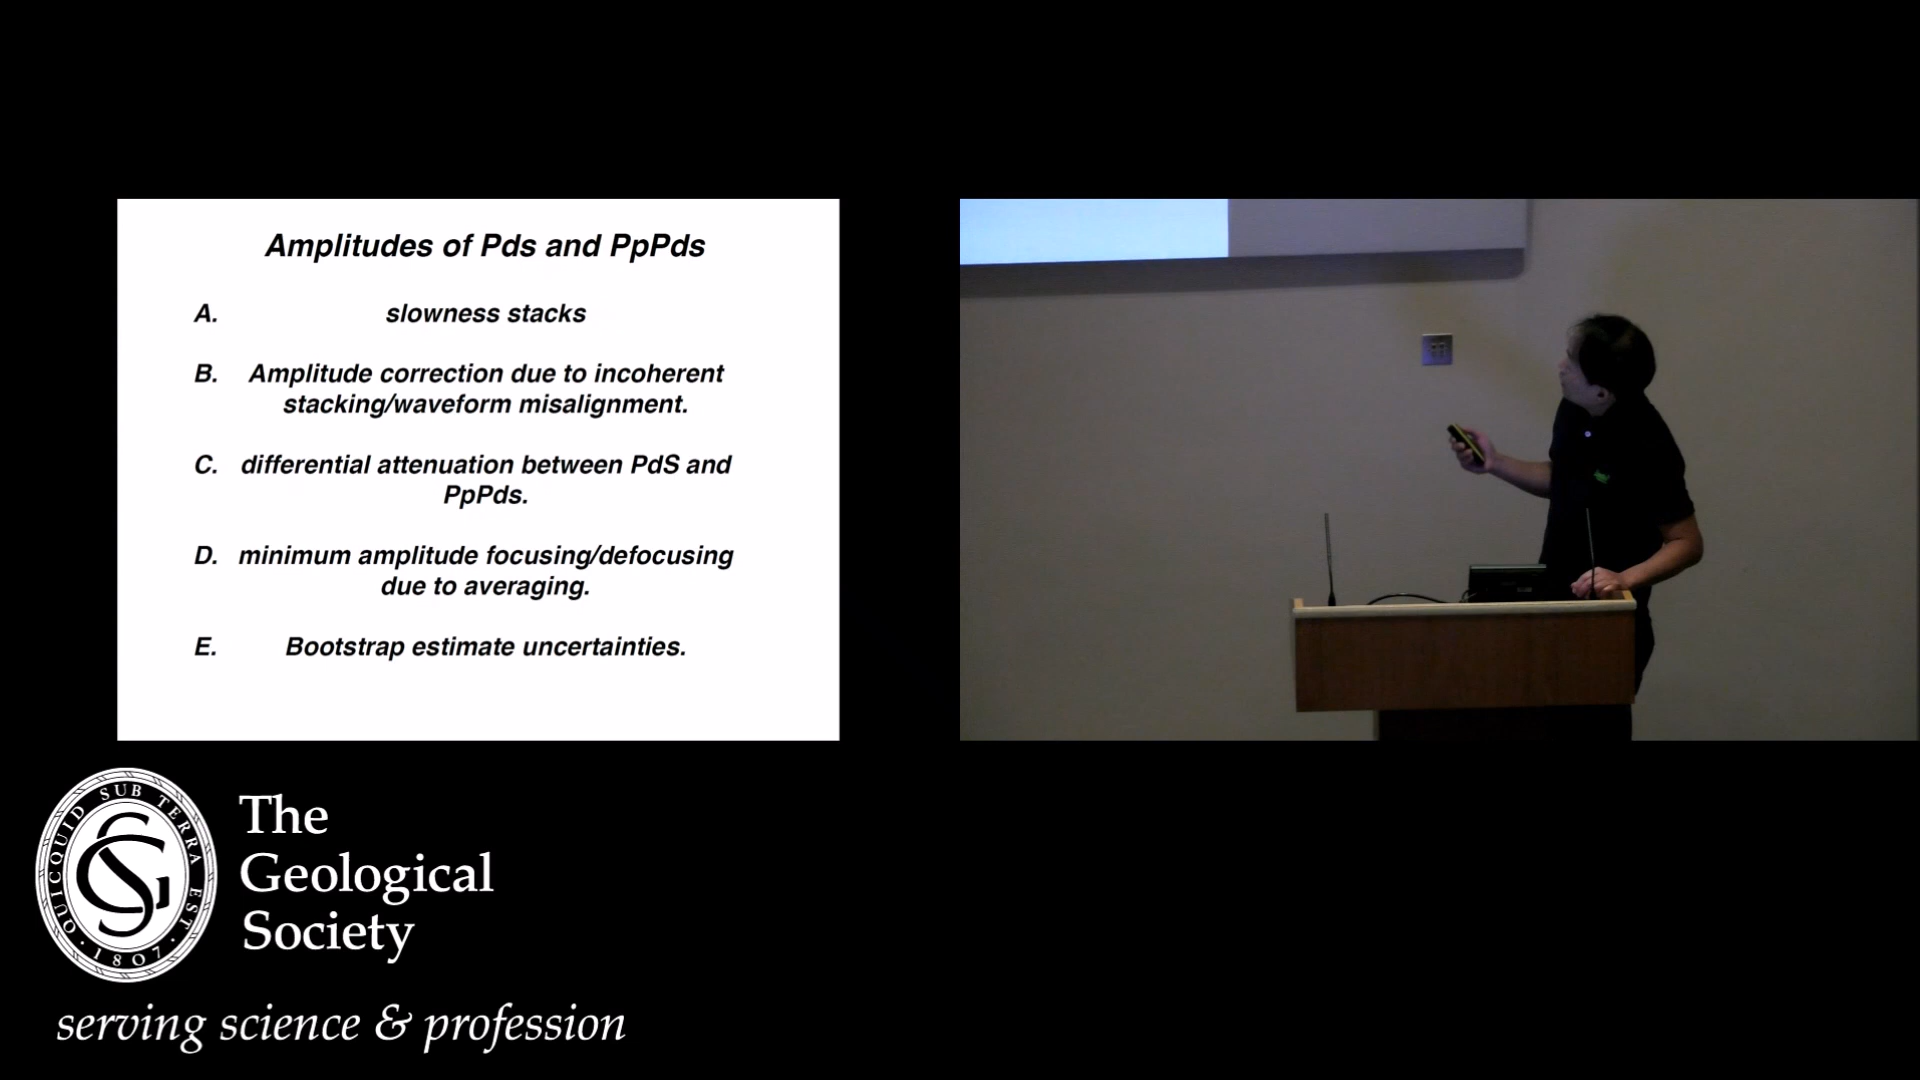 Amplitudes of Pds and PpPds
A. slowness stacks
B. Amplitude correction due to incoherent
stacking/waveform misalignment.
C. differential attenuation between PdS and
PpPds.
D. minimum amplitude focusing/defocusing
due to averaging.
E. Bootstrap estimate uncertainties.
QUICQUID SUB TERRA EST
· 1807 ·
GS
The
Geological
Society
serving science & profession